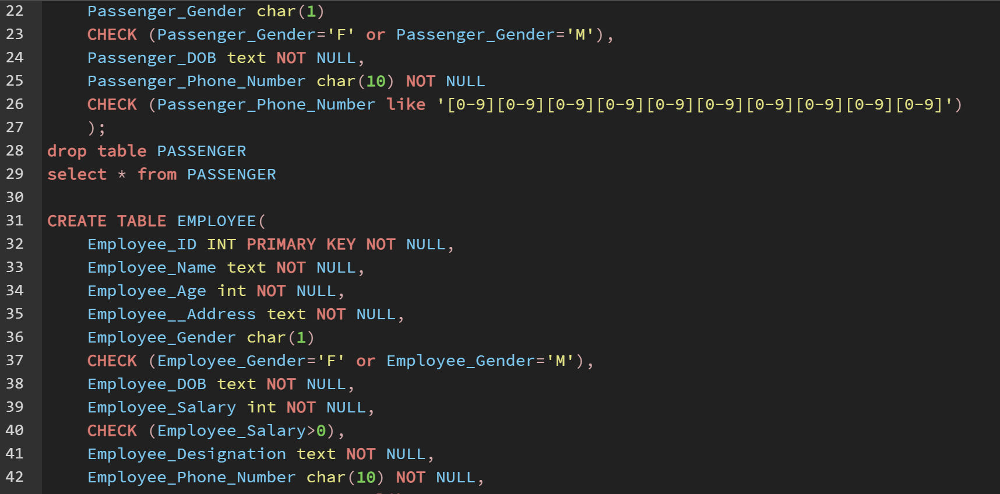 22 Passenger_Gender char(1)
23 CHECK (Passenger_Gender='F' or Passenger_Gender='M'),
24 Passenger_DOB text NOT NULL,
25 Passenger_Phone_Number char(10) NOT NULL
26 CHECK (Passenger_Phone_Number like '[0-9][0-9][0-9][0-9][0-9][0-9][0-9][0-9][0-9][0-9]')
27 );
28 drop table PASSENGER
29 select * from PASSENGER
30
31 CREATE TABLE EMPLOYEE(
32 Employee_ID INT PRIMARY KEY NOT NULL,
33 Employee_Name text NOT NULL,
34 Employee_Age int NOT NULL,
35 Employee__Address text NOT NULL,
36 Employee_Gender char(1)
37 CHECK (Employee_Gender='F' or Employee_Gender='M'),
38 Employee_DOB text NOT NULL,
39 Employee_Salary int NOT NULL,
40 CHECK (Employee_Salary>0),
41 Employee_Designation text NOT NULL,
42 Employee_Phone_Number char(10) NOT NULL,